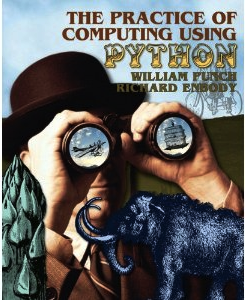 THE PRACTICE OF
COMPUTING USING
PYTHON
WILLIAM PUNCH
RICHARD ENBODY